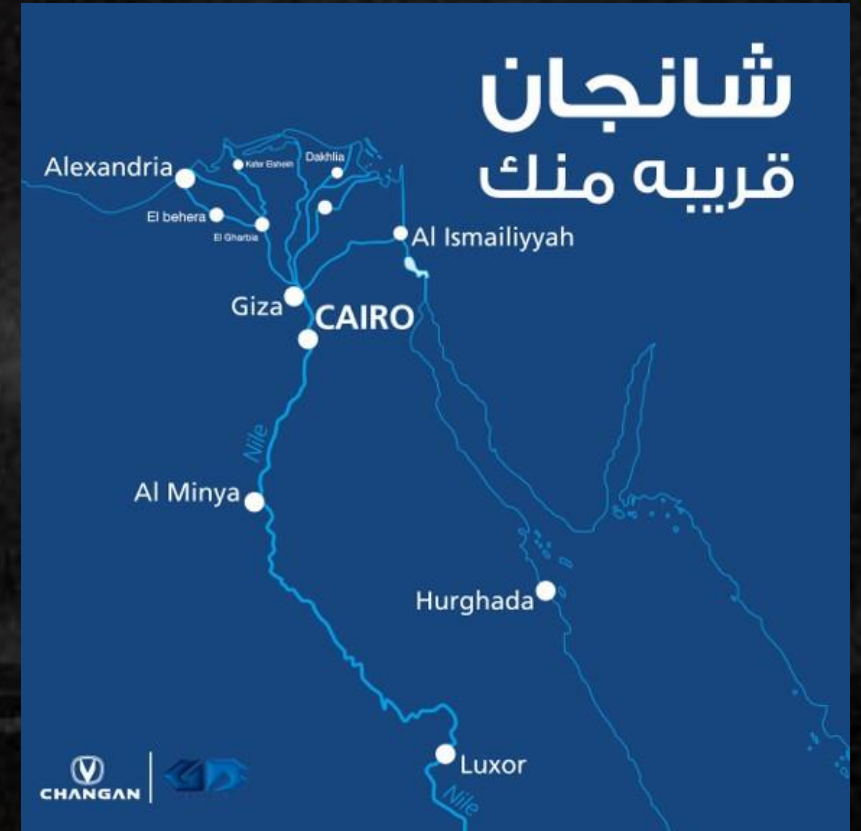 شانجان
قريبه منك
Alexandria
Kafer Elsheih
Dakhlia
El behera
El Gharbia
Al Ismailiyyah
Giza
CAIRO
Nile
Al Minya
Hurghada
Luxor
Nile
CHANGAN